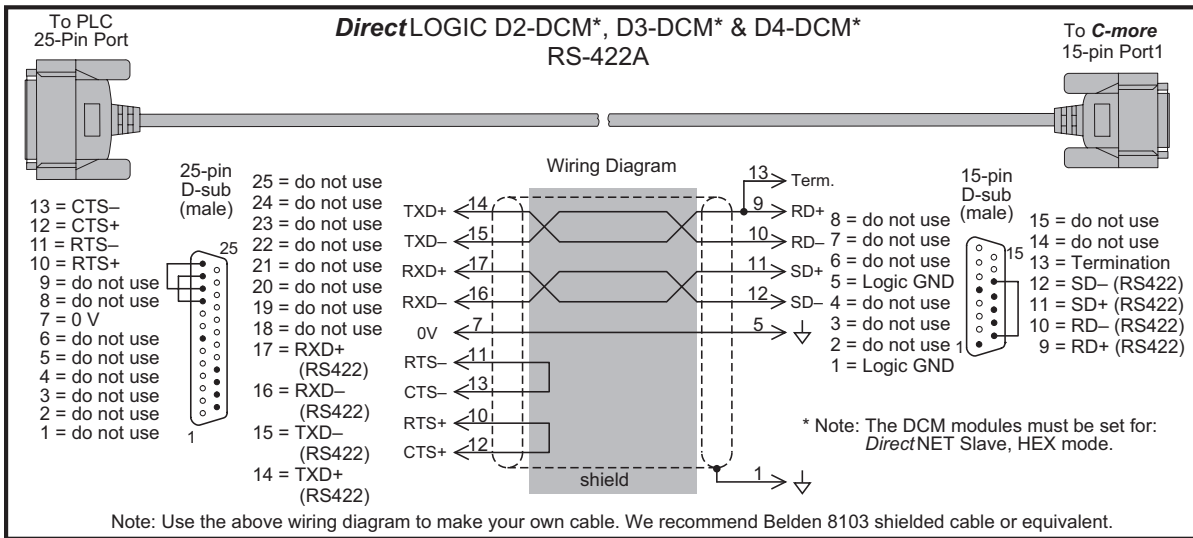 To PLC
25-Pin Port
DirectLOGIC D2-DCM*, D3-DCM* & D4-DCM*
RS-422A
To C-more
15-pin Port1
25-pin
D-sub
(male)
13 = CTS–
12 = CTS+
11 = RTS–
10 = RTS+
9 = do not use
8 = do not use
7 = 0 V
6 = do not use
5 = do not use
4 = do not use
3 = do not use
2 = do not use
1 = do not use
25
1
25 = do not use
24 = do not use
23 = do not use
22 = do not use
21 = do not use
20 = do not use
19 = do not use
18 = do not use
17 = RXD+
(RS422)
16 = RXD–
(RS422)
15 = TXD–
(RS422)
14 = TXD+
(RS422)
Wiring Diagram
13 Term.
TXD+ 14 9 RD+
TXD– 15 10 RD–
RXD+ 17 11 SD+
RXD– 16 12 SD–
0V 7 5
RTS– 11
CTS– 13
RTS+ 10
CTS+ 12
shield
1
8 = do not use
7 = do not use
6 = do not use
5 = Logic GND
4 = do not use
3 = do not use
2 = do not use
1 = Logic GND
15-pin
D-sub
(male)
15
1
15 = do not use
14 = do not use
13 = Termination
12 = SD– (RS422)
11 = SD+ (RS422)
10 = RD– (RS422)
9 = RD+ (RS422)
* Note: The DCM modules must be set for:
DirectNET Slave, HEX mode.
Note: Use the above wiring diagram to make your own cable. We recommend Belden 8103 shielded cable or equivalent.